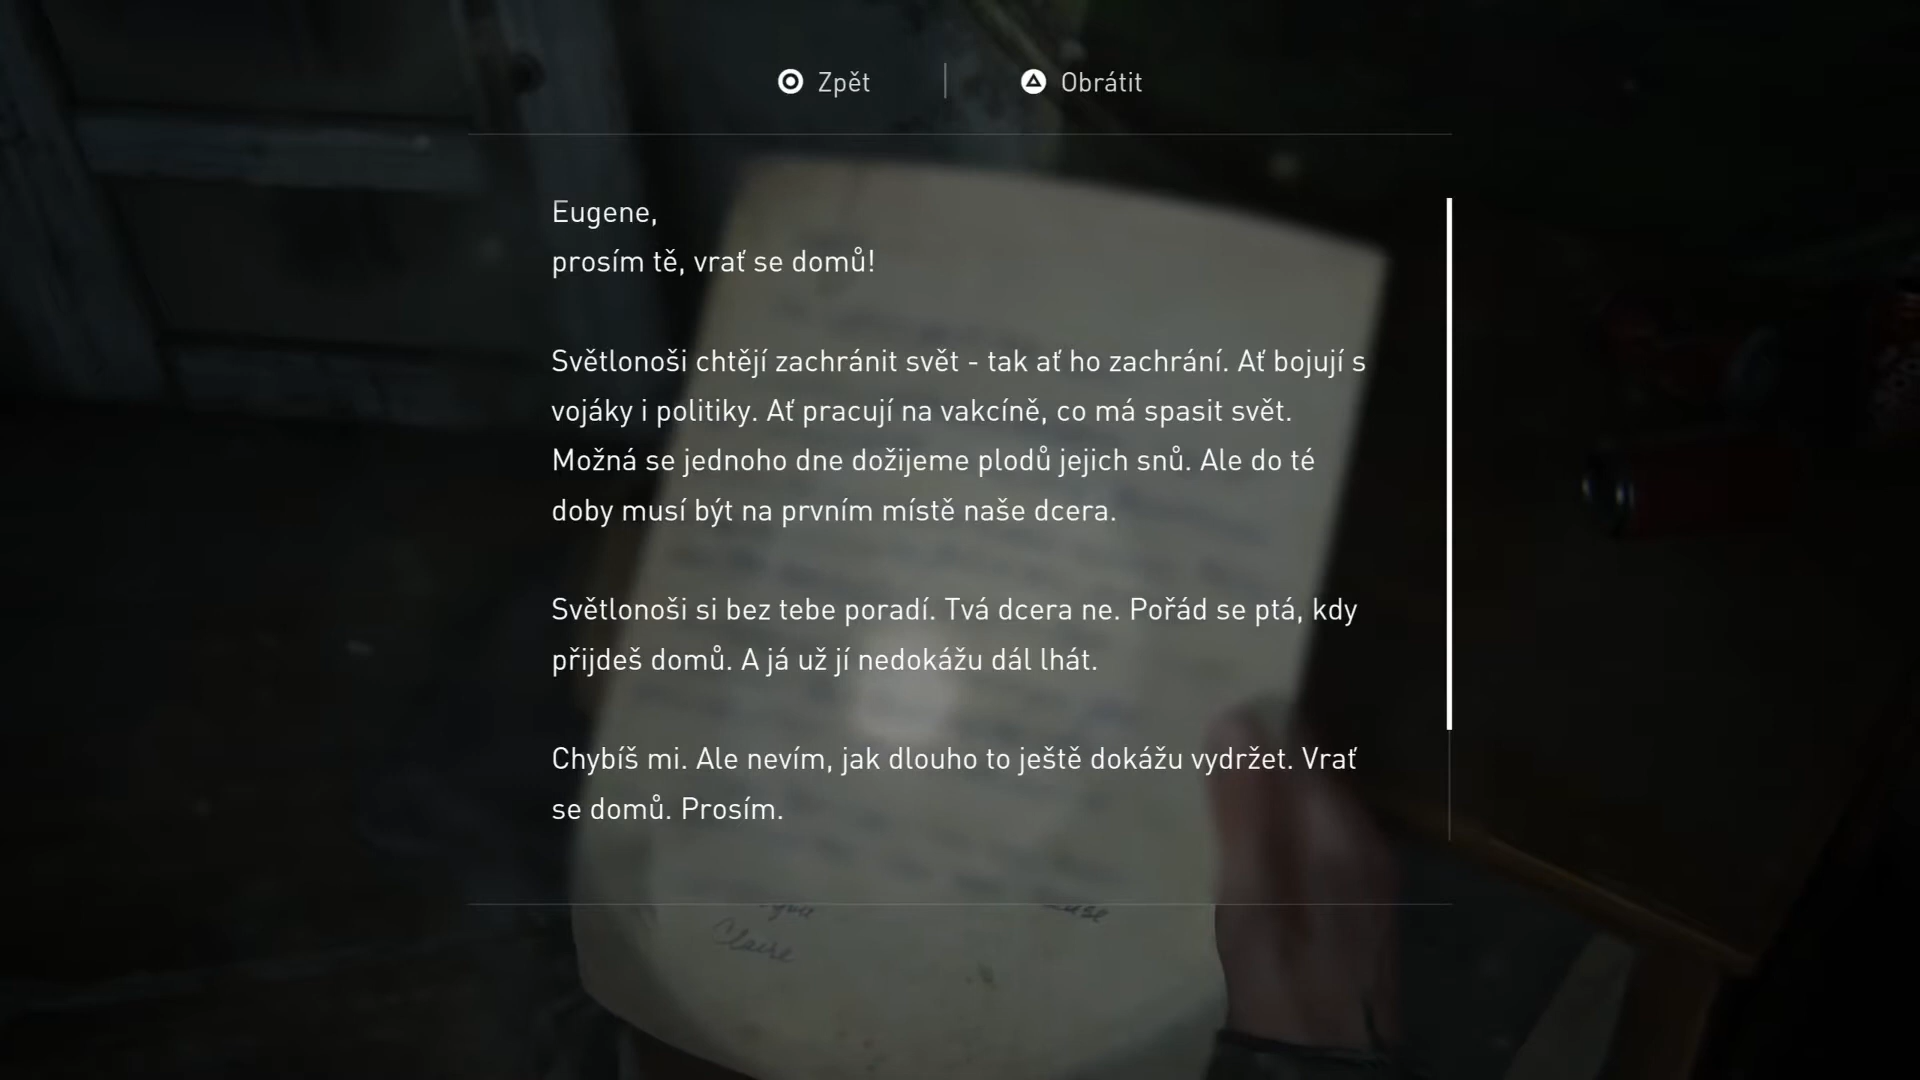 Zpět
Obrátit
Eugene,
prosím tě, vrať se domů!
Světlonoši chtějí zachránit svět - tak ať ho zachrání. Ať bojují s
vojáky i politiky. Ať pracují na vakcíně, co má spasit svět.
Možná se jednoho dne dožijeme plodů jejich snů. Ale do té
doby musí být na prvním místě naše dcera.
Světlonoši si bez tebe poradí. Tvá dcera ne. Pořád se ptá, kdy
přijdeš domů. A já už jí nedokážu dál lhát.
Chybíš mi. Ale nevím, jak dlouho to ještě dokážu vydržet. Vrať
se domů. Prosím.
Claire